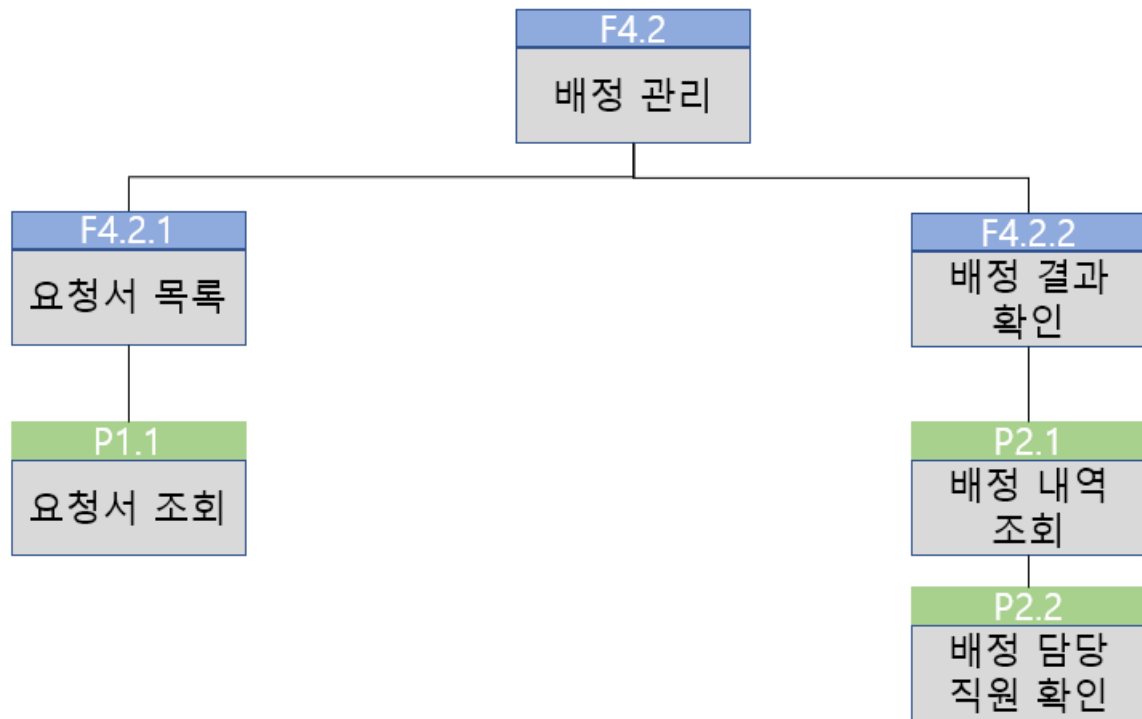 F4.2
배정 관리
F4.2.1
요청서 목록
F4.2.2
배정 결과
확인
P1.1
요청서 조회
P2.1
배정 내역
조회
P2.2
배정 담당
직원 확인